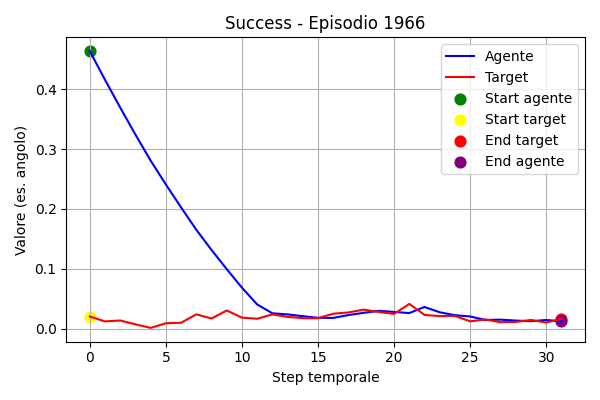 Success - Episodio 1966
Valore (es. angolo)
0.4
0.3
0.2
0.1
0.0
Agente
Target
Start agente
Start target
End target
End agente
0 5 10 15 20 25 30
Step temporale